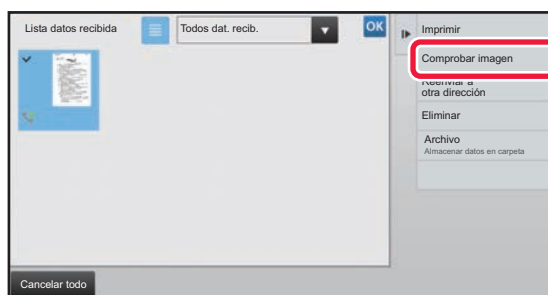 Lista datos recibida
Todos dat. recib.
OK
Imprimir
Comprobar imagen
Reenviar a
otra dirección
Eliminar
Archivo
Almacenar datos en carpeta
Cancelar todo